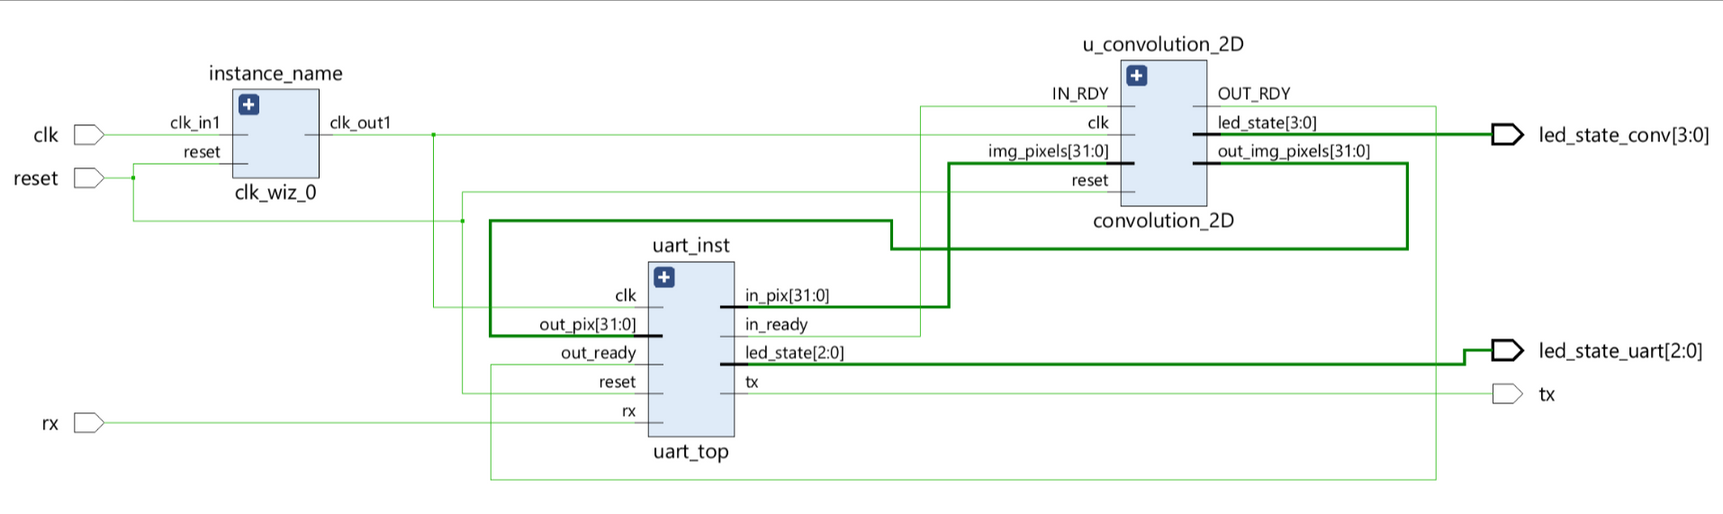 clk
reset
rx
instance_name
clk_in1
reset
clk_out1
clk_wiz_0
uart_inst
clk
out_pix[31:0]
out_ready
reset
rx
in_pix[31:0]
in_ready
led_state[2:0]
tx
uart_top
u_convolution_2D
IN_RDY
clk
img_pixels[31:0]
reset
OUT_RDY
led_state[3:0]
out_img_pixels[31:0]
convolution_2D
led_state_conv[3:0]
led_state_uart[2:0]
tx